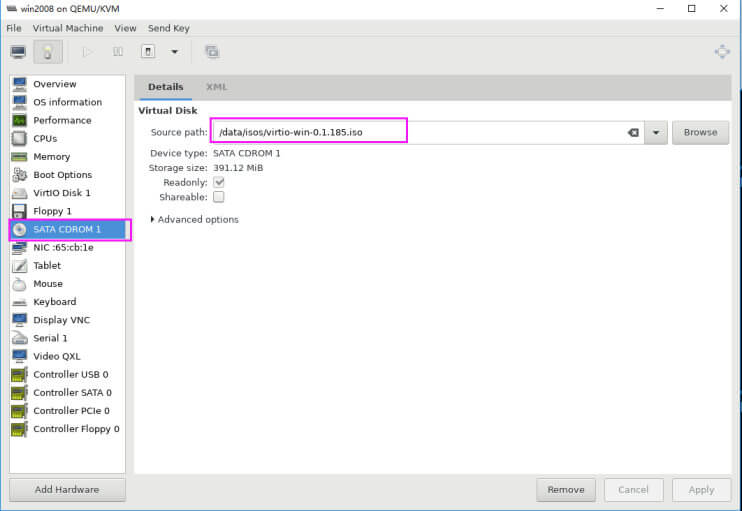 win2008 on QEMU/KVM
File Virtual Machine View Send Key
Overview
OS information
Performance
CPUs
Memory
Boot Options
VirtIO Disk 1
Floppy 1
SATA CDROM 1
NIC :65:cb:1e
Tablet
Mouse
Keyboard
Display VNC
Serial 1
Video QXL
Controller USB 0
Controller SATA 0
Controller PCIe 0
Controller Floppy 0
Add Hardware
Details XML
Virtual Disk
Source path: /data/isos/virtio-win-0.1.185.iso Browse
Device type: SATA CDROM 1
Storage size: 391.12 MiB
Readonly:
Shareable:
Advanced options
Remove Cancel Apply